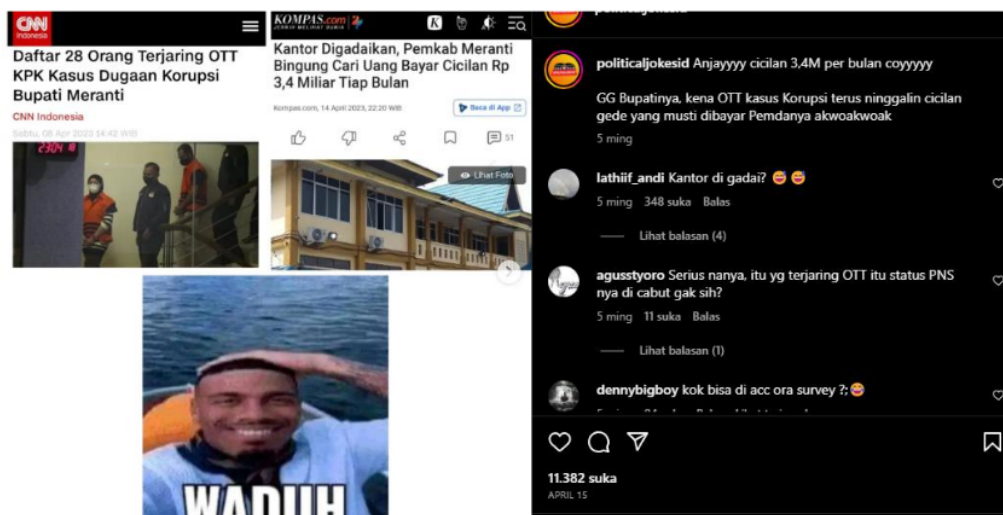 CNN
Indonesia
Daftar 28 Orang Terjaring OTT
KPK Kasus Dugaan Korupsi
Bupati Meranti
CNN Indonesia
Sabtu, 08 Apr 2023 14:42 WIB
23:04
KOMPAS.com
JERNIH MELIHAT DUNIA
K
Kantor Digadaikan, Pemkab Meranti
Bingung Cari Uang Bayar Cicilan Rp
3,4 Miliar Tiap Bulan
Kompas.com, 14 April 2023, 22:20 WIB
Baca di App
51
Lihat Foto
WADUH
politicaljokesid
politicaljokesid Anjayyyy cicilan 3,4M per bulan coyyyyy
GG Bupatinya, kena OTT kasus Korupsi terus ninggalin cicilan
gede yang musti dibayar Pemdanya akwoakwoak
5 ming
lathiif_andi Kantor di gadai? 😅 😅
5 ming 348 suka Balas
Lihat balasan (4)
agusstyoro Serius nanya, itu yg terjaring OTT itu status PNS
nya di cabut gak sih?
5 ming 11 suka Balas
Lihat balasan (1)
dennybigboy kok bisa di acc ora survey ?;😅
11.382 suka
APRIL 15